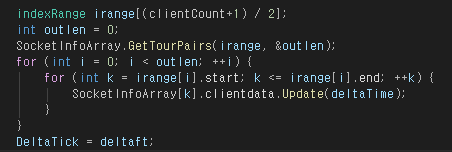 indexRange irange[(clientCount+1) / 2];
int outlen = 0;
SocketInfoArray.GetTourPairs(irange, &outlen);
for (int i = 0; i < outlen; ++i) {
for (int k = irange[i].start; k <= irange[i].end; ++k) {
SocketInfoArray[k].clientdata.Update(deltaTime);
}
}
DeltaTick = deltaft;